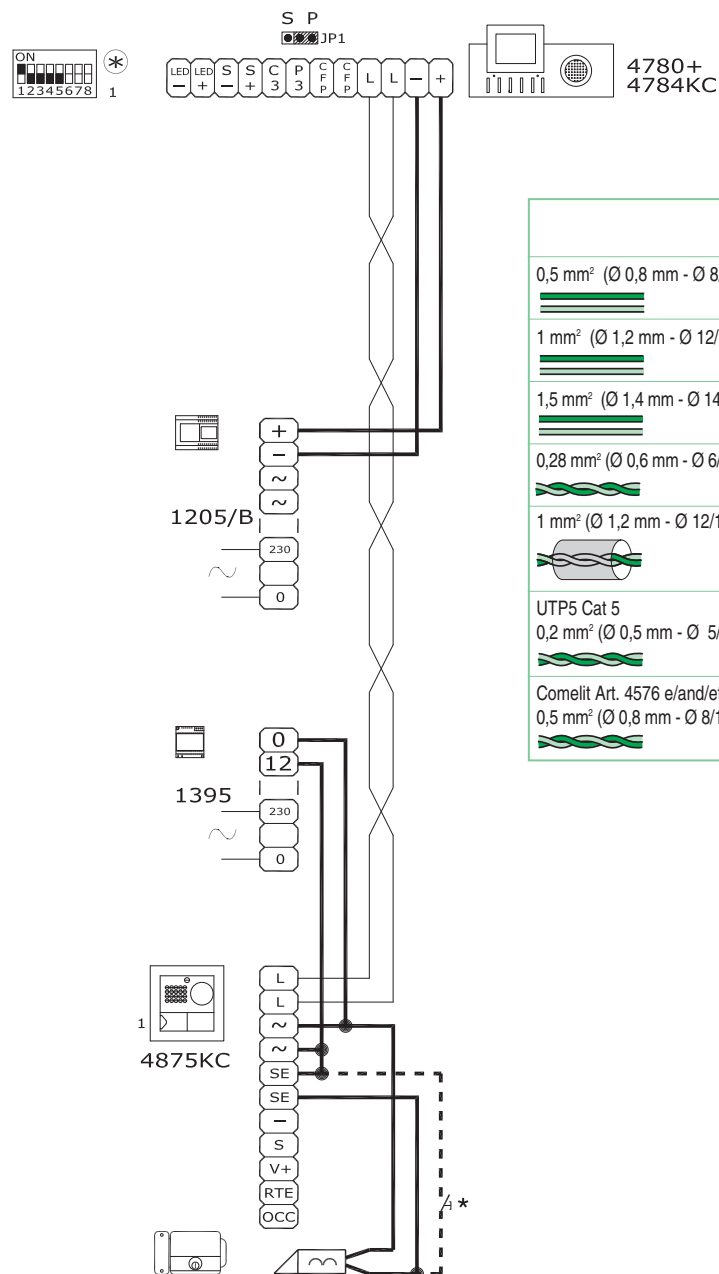 S P
JP1
ON
12345678
*
1
LED −
LED +
S −
S +
C 3
P 3
C F P
C F P
L
L
−
+
4780+
4784KC
0,5 mm² (Ø 0,8 mm - Ø 8/
1 mm² (Ø 1,2 mm - Ø 12/
1,5 mm² (Ø 1,4 mm - Ø 14
0,28 mm² (Ø 0,6 mm - Ø 6/
1 mm² (Ø 1,2 mm - Ø 12/1
UTP5 Cat 5
0,2 mm² (Ø 0,5 mm - Ø 5/
Comelit Art. 4576 e/and/et
0,5 mm² (Ø 0,8 mm - Ø 8/1
+
−
~
~
1205/B
230
~
0
0
12
1395
230
~
0
L
L
~
1
~
4875KC
SE
SE
−
S
V+
RTE
*
OCC